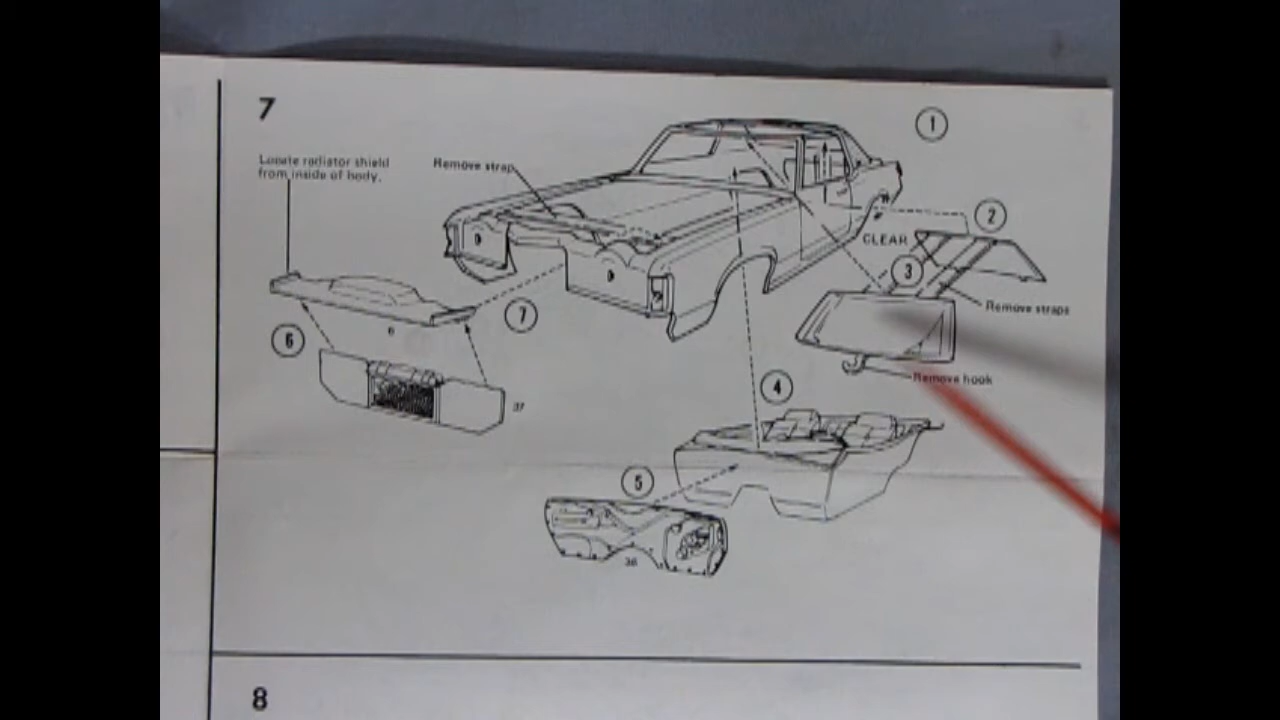 7
Locate radiator shield
from inside of body.
Remove strap
1
2
CLEAR
3
Remove straps
7
6
6
Remove hook
4
37
5
38
8